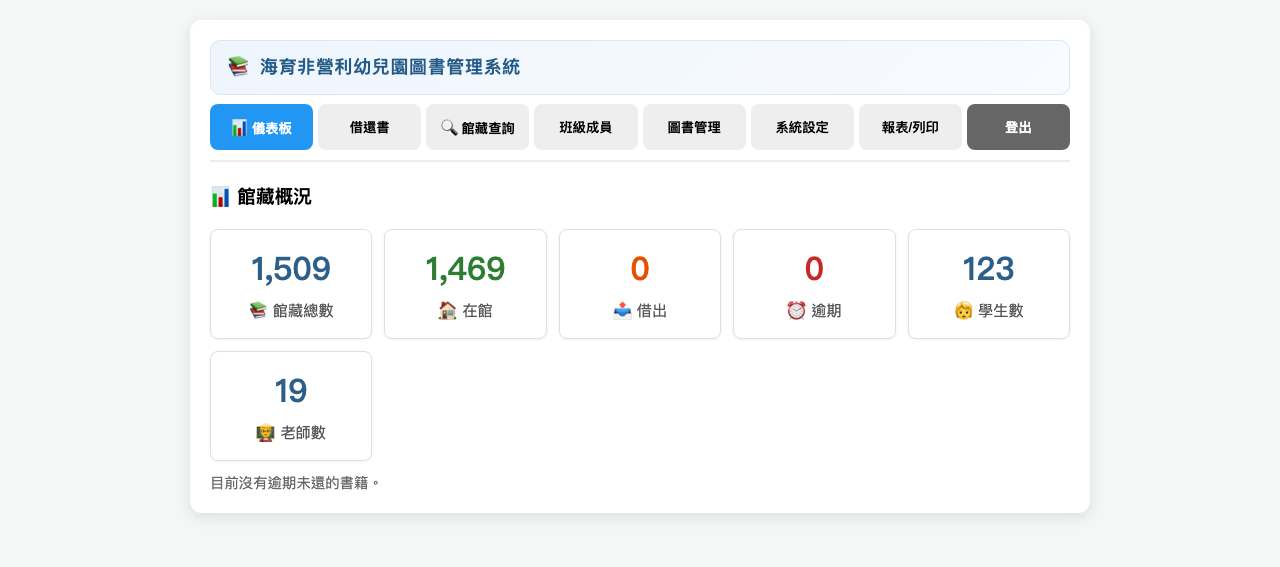 📚 海育非營利幼兒園圖書管理系統
📊 儀表板 借還書 🔍 館藏查詢 班級成員 圖書管理 系統設定 報表/列印 登出
📊 館藏概況
1,509 1,469 0 0 123
📚 館藏總數 🏠 在館 📤 借出 ⏰ 逾期 🧒 學生數
19
👩‍🏫 老師數
目前沒有逾期未還的書籍。